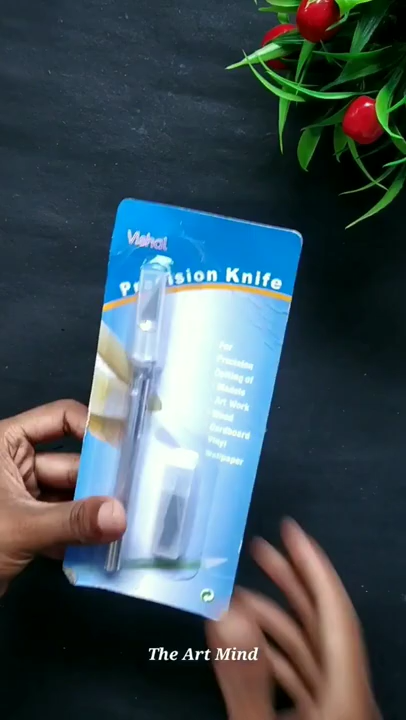 Vishal
Precision Knife
For
Precision
Cutting of
Models
Art Work
Wood
Cardboard
Vinyl
Wallpaper
The Art Mind